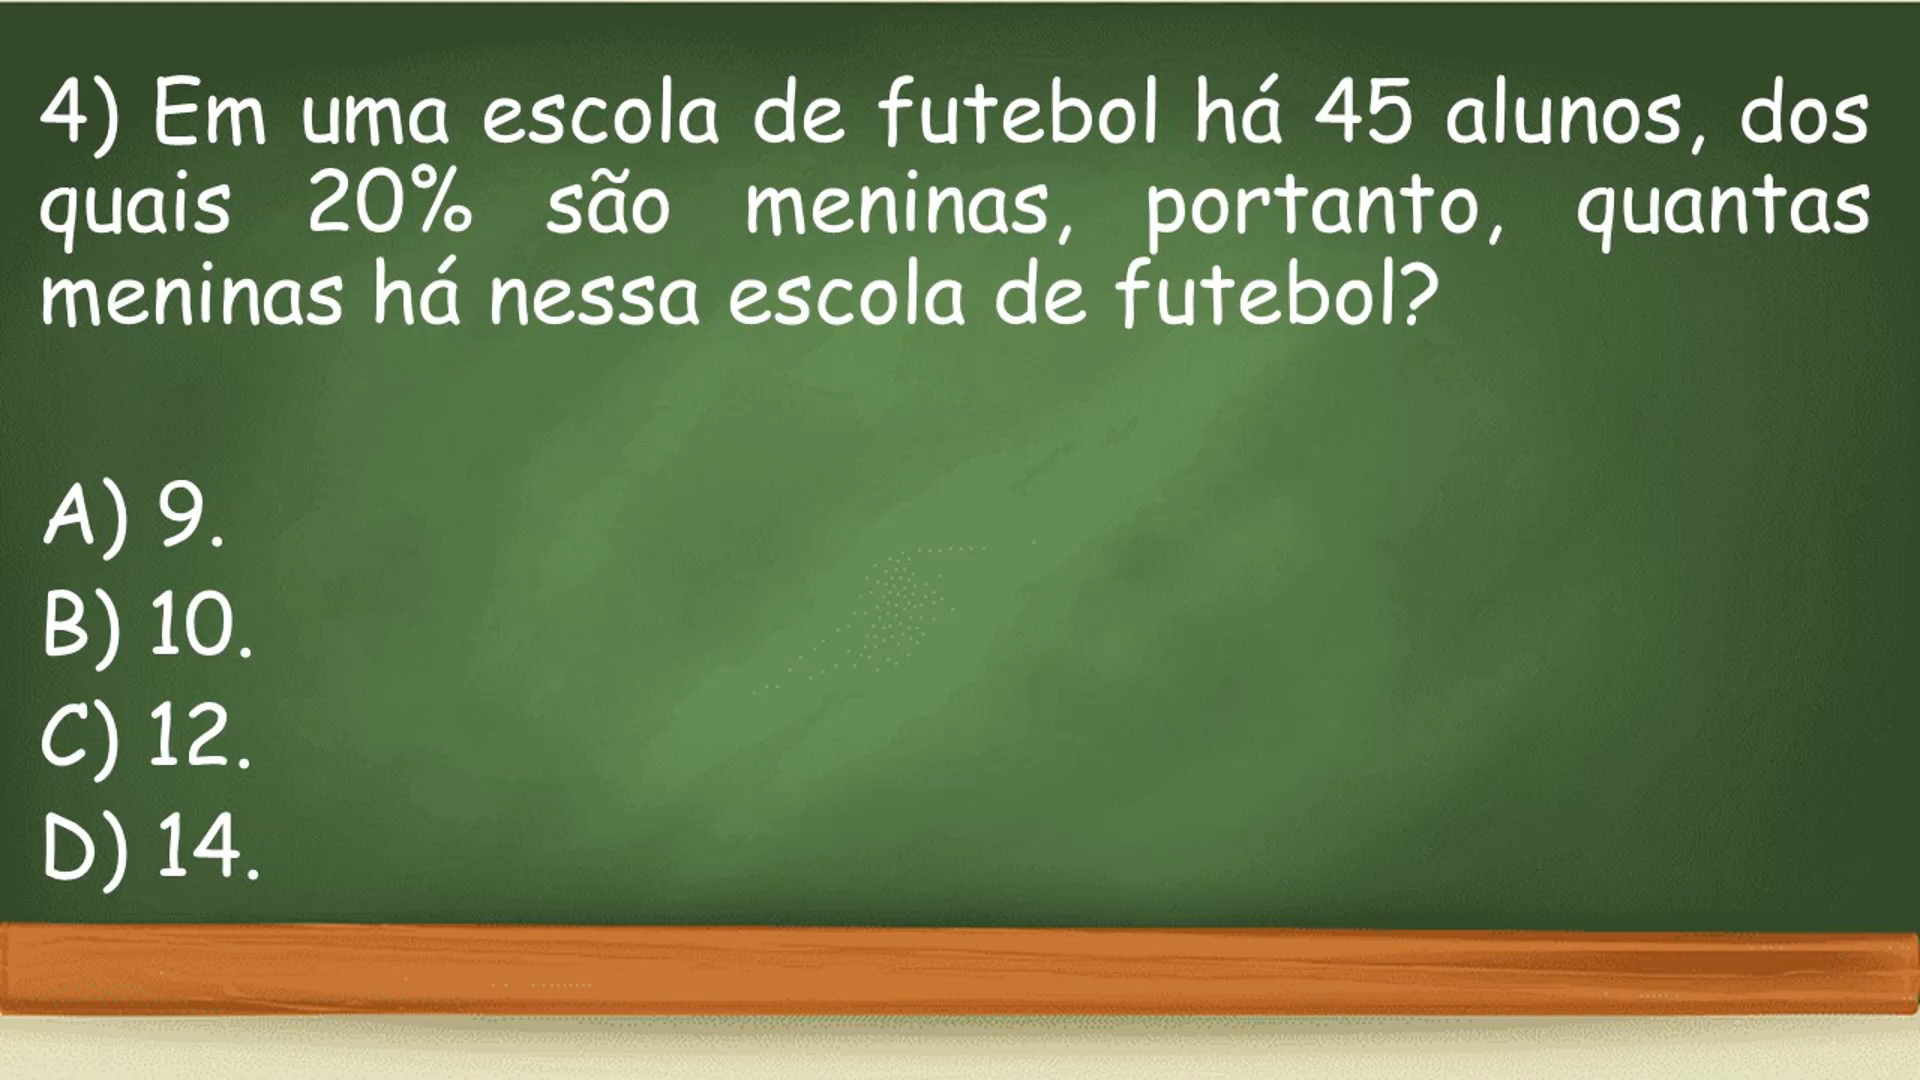 4) Em uma escola de futebol há 45 alunos, dos
quais 20% são meninas, portanto, quantas
meninas há nessa escola de futebol?
A) 9.
B) 10.
C) 12.
D) 14.